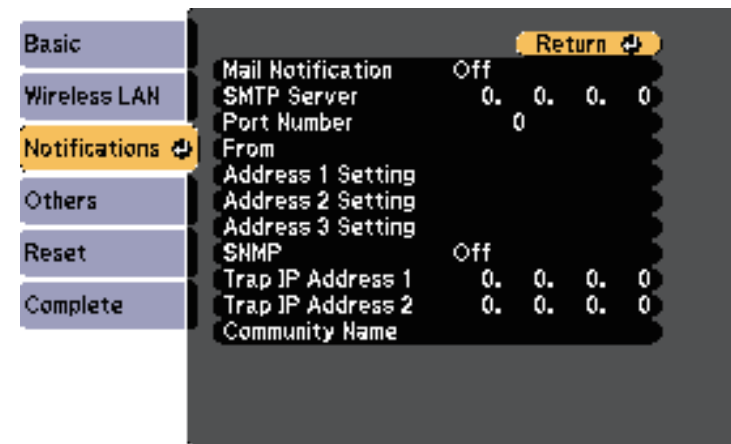 Basic
Wireless LAN
Notifications
Others
Reset
Complete
Return
Mail Notification Off
SMTP Server 0. 0. 0. 0
Port Number 0
From
Address 1 Setting
Address 2 Setting
Address 3 Setting
SNMP Off
Trap IP Address 1 0. 0. 0. 0
Trap IP Address 2 0. 0. 0. 0
Community Name